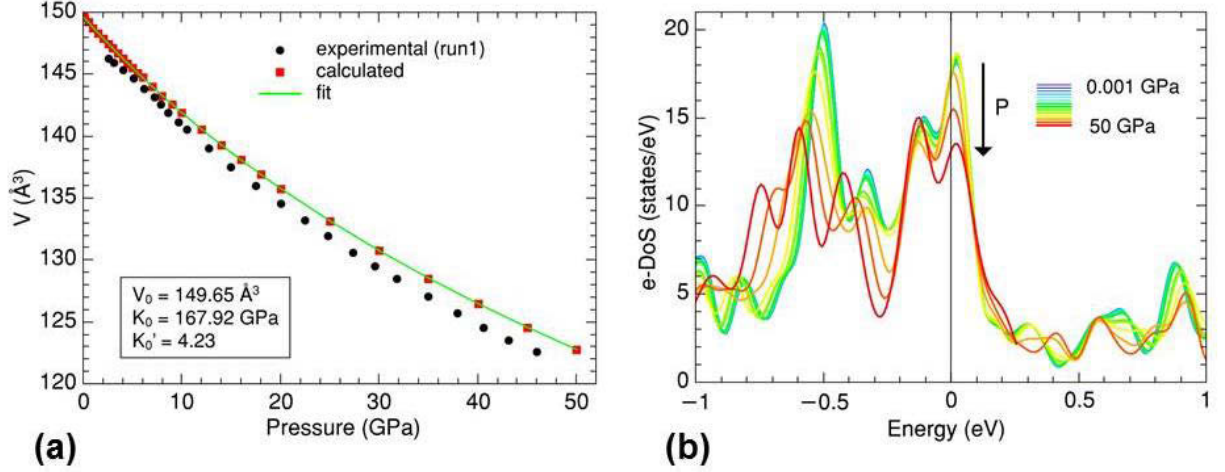 150
145
140
135
130
125
120
V (Å³)
experimental (run1)
calculated
fit
V₀ = 149.65 Å³
K₀ = 167.92 GPa
K₀' = 4.23
0 10 20 30 40 50
Pressure (GPa)
(a)
20
15
10
5
0
e-DoS (states/eV)
P
0.001 GPa
50 GPa
−1 −0.5 0 0.5 1
Energy (eV)
(b)